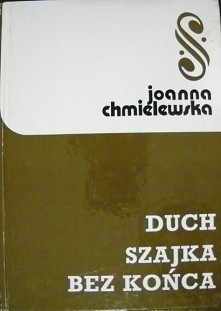 joanna
chmielewska
DUCH
SZAJKA
BEZ KOŃCA